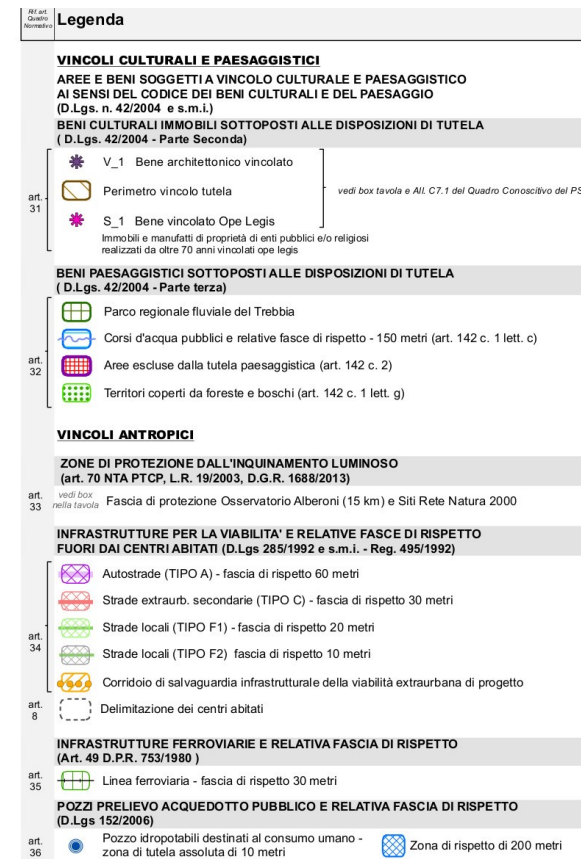 Rif. art.
Quadro
Normativo
Legenda
VINCOLI CULTURALI E PAESAGGISTICI
AREE E BENI SOGGETTI A VINCOLO CULTURALE E PAESAGGISTICO
AI SENSI DEL CODICE DEI BENI CULTURALI E DEL PAESAGGIO
(D.Lgs. n. 42/2004 e s.m.i.)
BENI CULTURALI IMMOBILI SOTTOPOSTI ALLE DISPOSIZIONI DI TUTELA
( D.Lgs. 42/2004 - Parte Seconda)
art.
31
V_1 Bene architettonico vincolato
Perimetro vincolo tutela
vedi box tavola e All. C7.1 del Quadro Conoscitivo del PS
S_1 Bene vincolato Ope Legis
Immobili e manufatti di proprietà di enti pubblici e/o religiosi
realizzati da oltre 70 anni vincolati ope legis
BENI PAESAGGISTICI SOTTOPOSTI ALLE DISPOSIZIONI DI TUTELA
( D.Lgs. 42/2004 - Parte terza)
art.
32
Parco regionale fluviale del Trebbia
Corsi d'acqua pubblici e relative fasce di rispetto - 150 metri (art. 142 c. 1 lett. c)
Aree escluse dalla tutela paesaggistica (art. 142 c. 2)
Territori coperti da foreste e boschi (art. 142 c. 1 lett. g)
VINCOLI ANTROPICI
ZONE DI PROTEZIONE DALL'INQUINAMENTO LUMINOSO
(art. 70 NTA PTCP, L.R. 19/2003, D.G.R. 1688/2013)
art.
33
vedi box
nella tavola
Fascia di protezione Osservatorio Alberoni (15 km) e Siti Rete Natura 2000
INFRASTRUTTURE PER LA VIABILITA' E RELATIVE FASCE DI RISPETTO
FUORI DAI CENTRI ABITATI (D.Lgs 285/1992 e s.m.i. - Reg. 495/1992)
art.
34
Autostrade (TIPO A) - fascia di rispetto 60 metri
Strade extraurb. secondarie (TIPO C) - fascia di rispetto 30 metri
Strade locali (TIPO F1) - fascia di rispetto 20 metri
Strade locali (TIPO F2) fascia di rispetto 10 metri
Corridoio di salvaguardia infrastrutturale della viabilità extraurbana di progetto
art.
8
Delimitazione dei centri abitati
INFRASTRUTTURE FERROVIARIE E RELATIVA FASCIA DI RISPETTO
(Art. 49 D.P.R. 753/1980 )
art.
35
Linea ferroviaria - fascia di rispetto 30 metri
POZZI PRELIEVO ACQUEDOTTO PUBBLICO E RELATIVA FASCIA DI RISPETTO
(D.Lgs 152/2006)
art.
36
Pozzo idropotabili destinati al consumo umano -
zona di tutela assoluta di 10 metri
Zona di rispetto di 200 metri